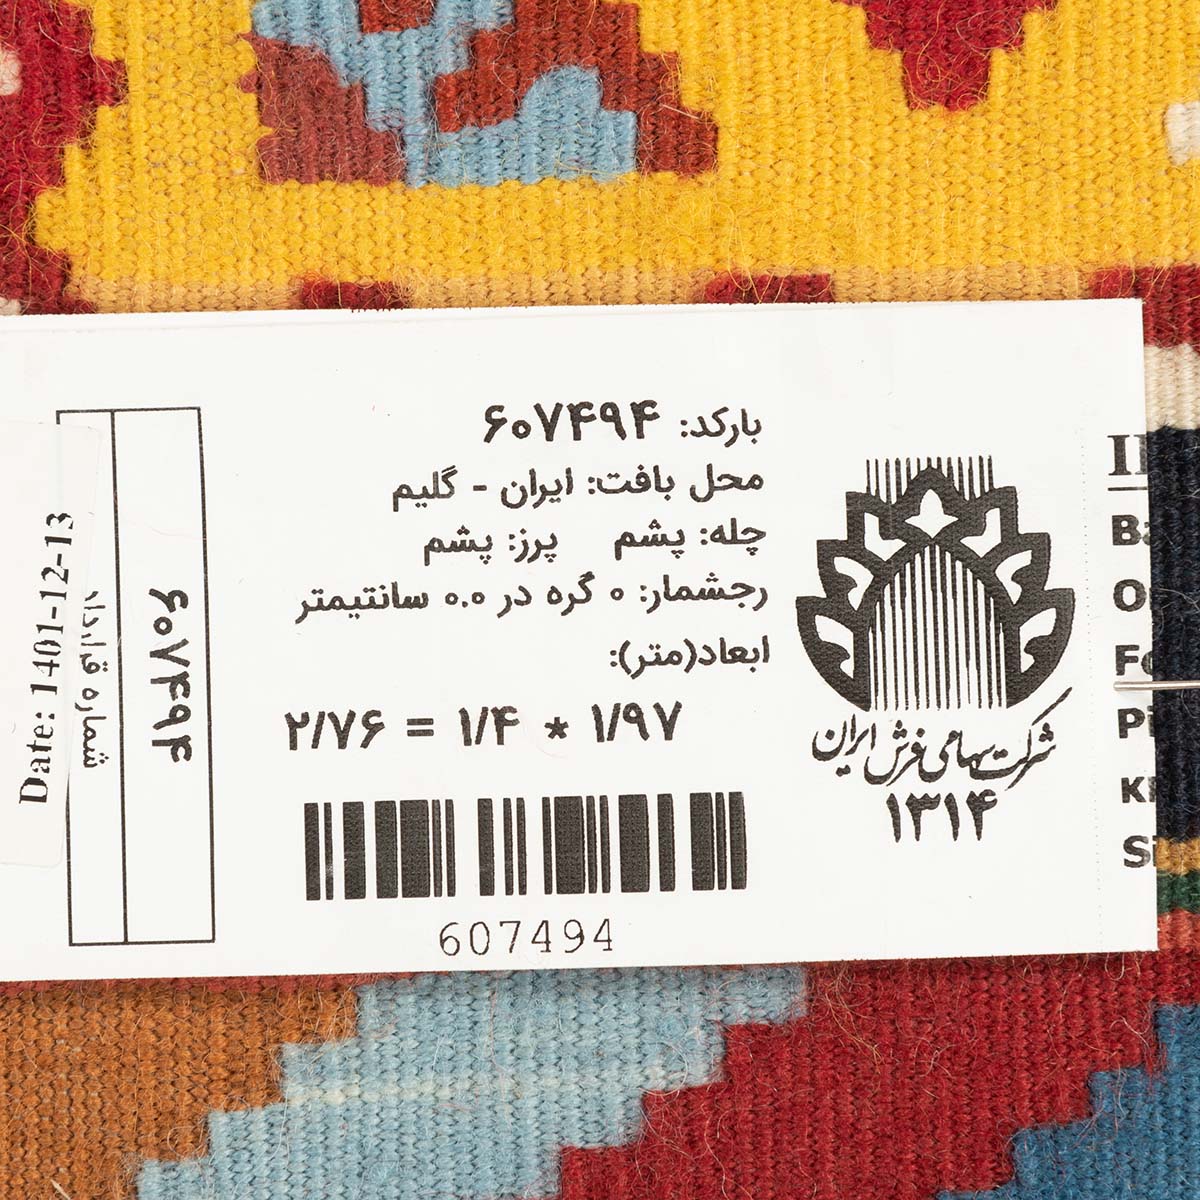 بارکد: ۶۰۷۴۹۴
محل بافت: ایران - گلیم
چله: پشم پرز: پشم
رجشمار: ۰ گره در ۰.۰ سانتیمتر
ابعاد(متر):
۲/۷۶ = ۱/۴ * ۱/۹۷
607494
شرکت سهامی فرش ایران
۱۳۱۴
شماره قرارداد
۶۰۷۴۹۴
Date: 1401-12-13